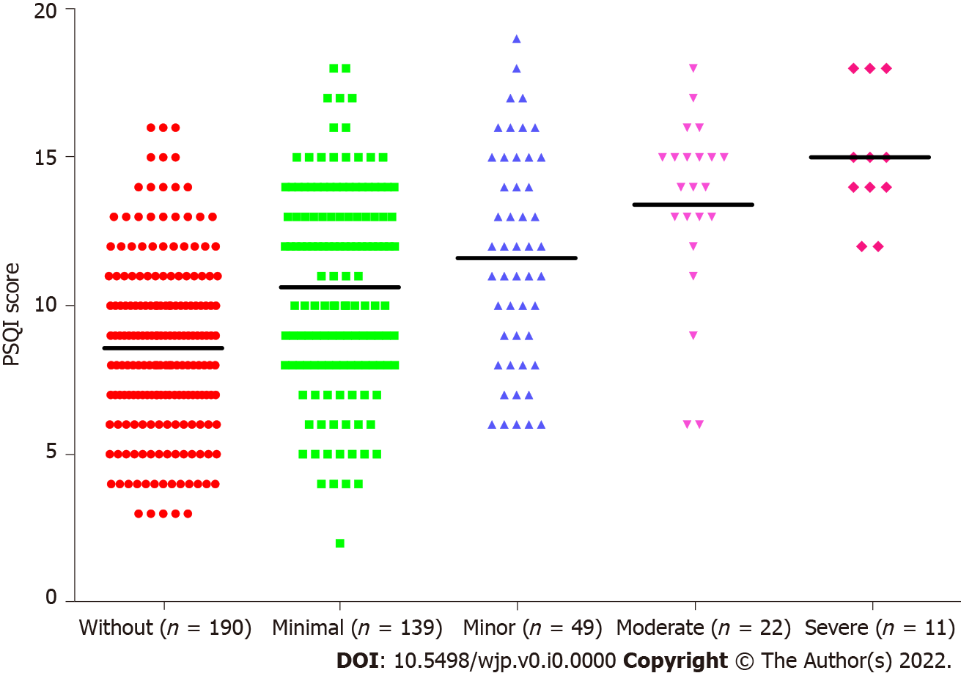 20
15
10
5
0
PSQI score
Without (n = 190) Minimal (n = 139) Minor (n = 49) Moderate (n = 22) Severe (n = 11)
DOI: 10.5498/wjp.v0.i0.0000 Copyright © The Author(s) 2022.